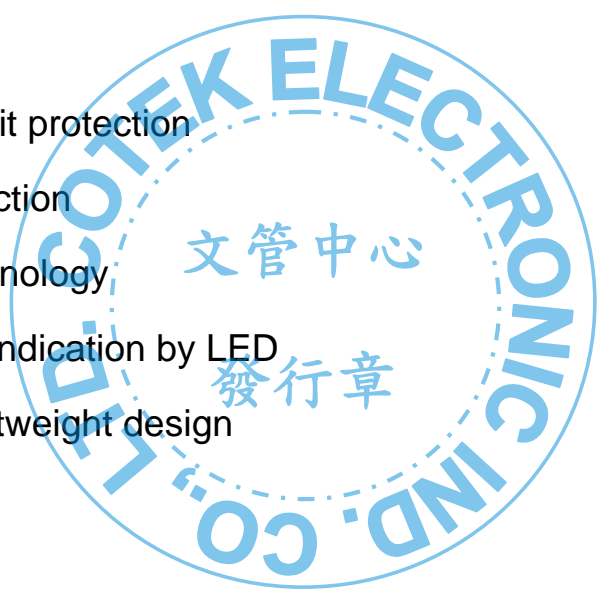 it protection
ction
nology
ndication by LED
tweight design
COTEK ELECTRONIC IND. CO., LTD.
文管中心
發行章